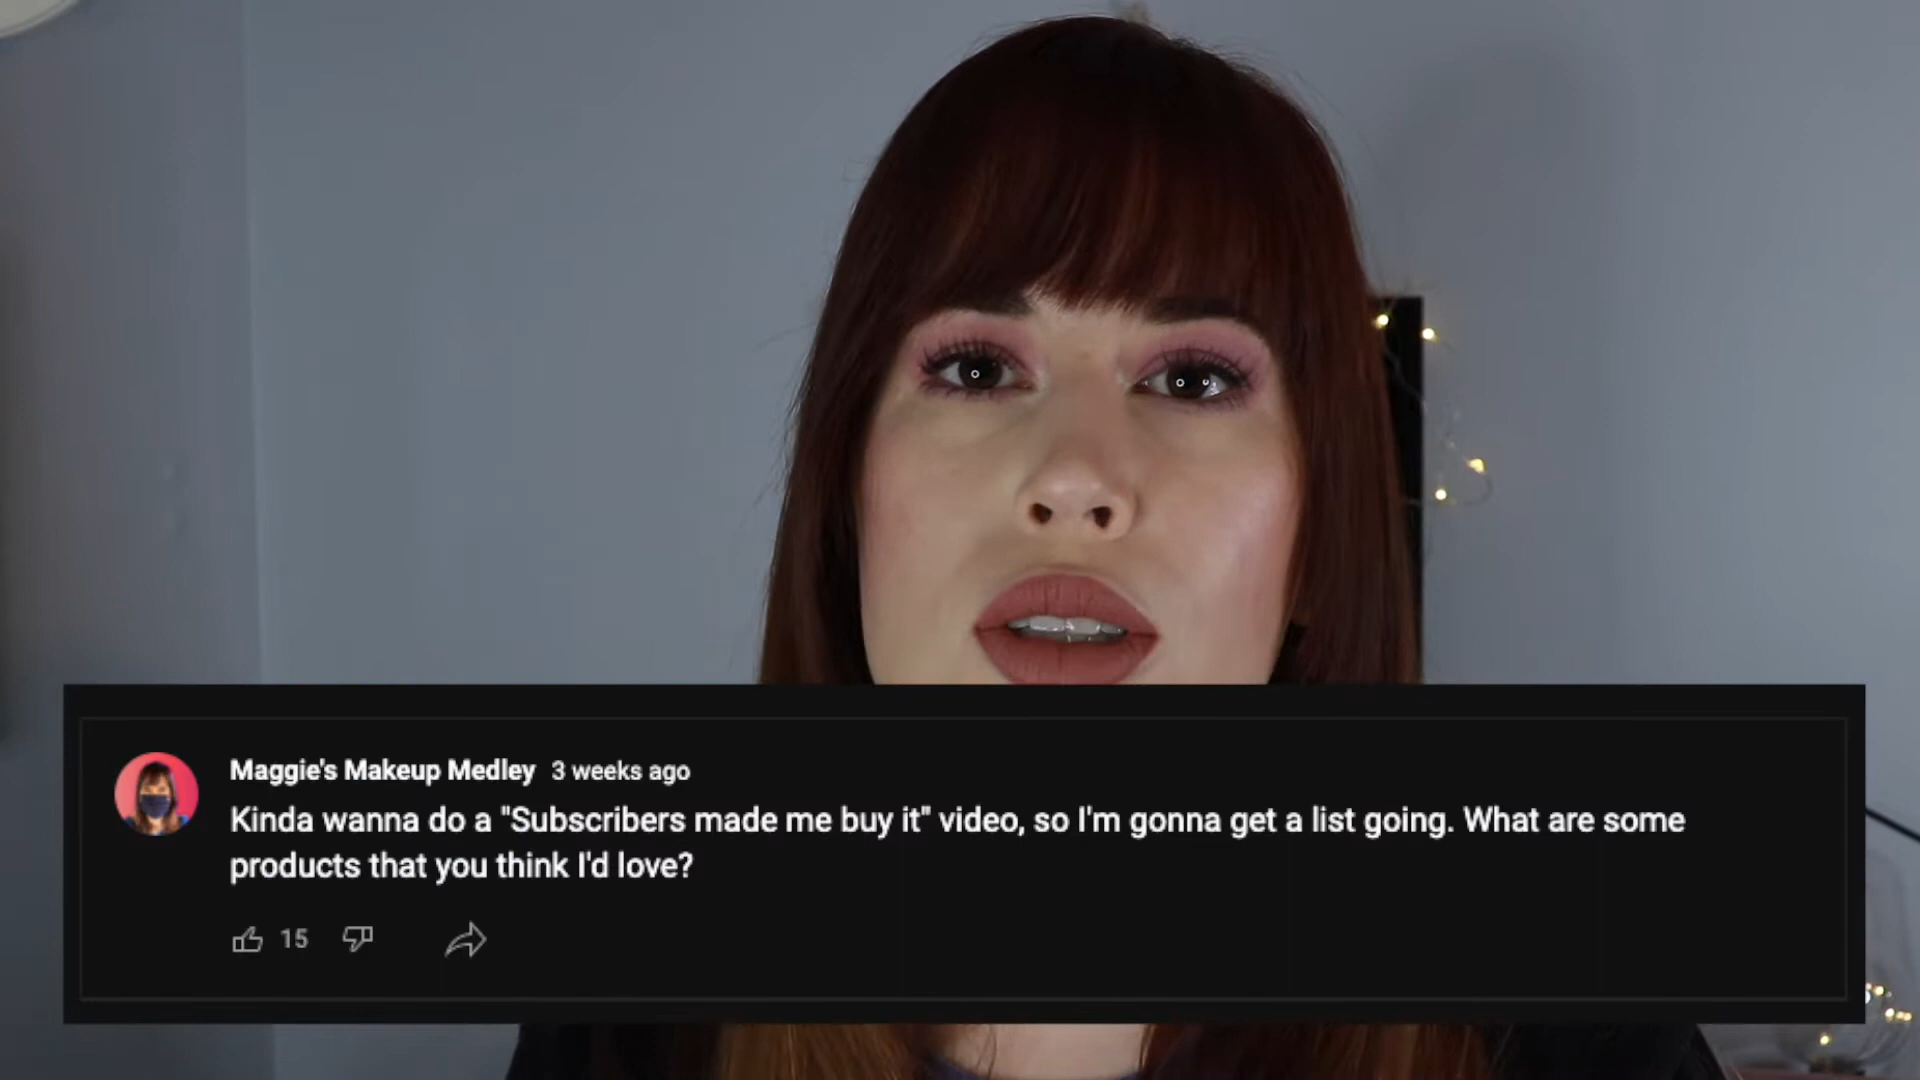 Maggie's Makeup Medley 3 weeks ago
Kinda wanna do a "Subscribers made me buy it" video, so I'm gonna get a list going. What are some
products that you think I'd love?
15